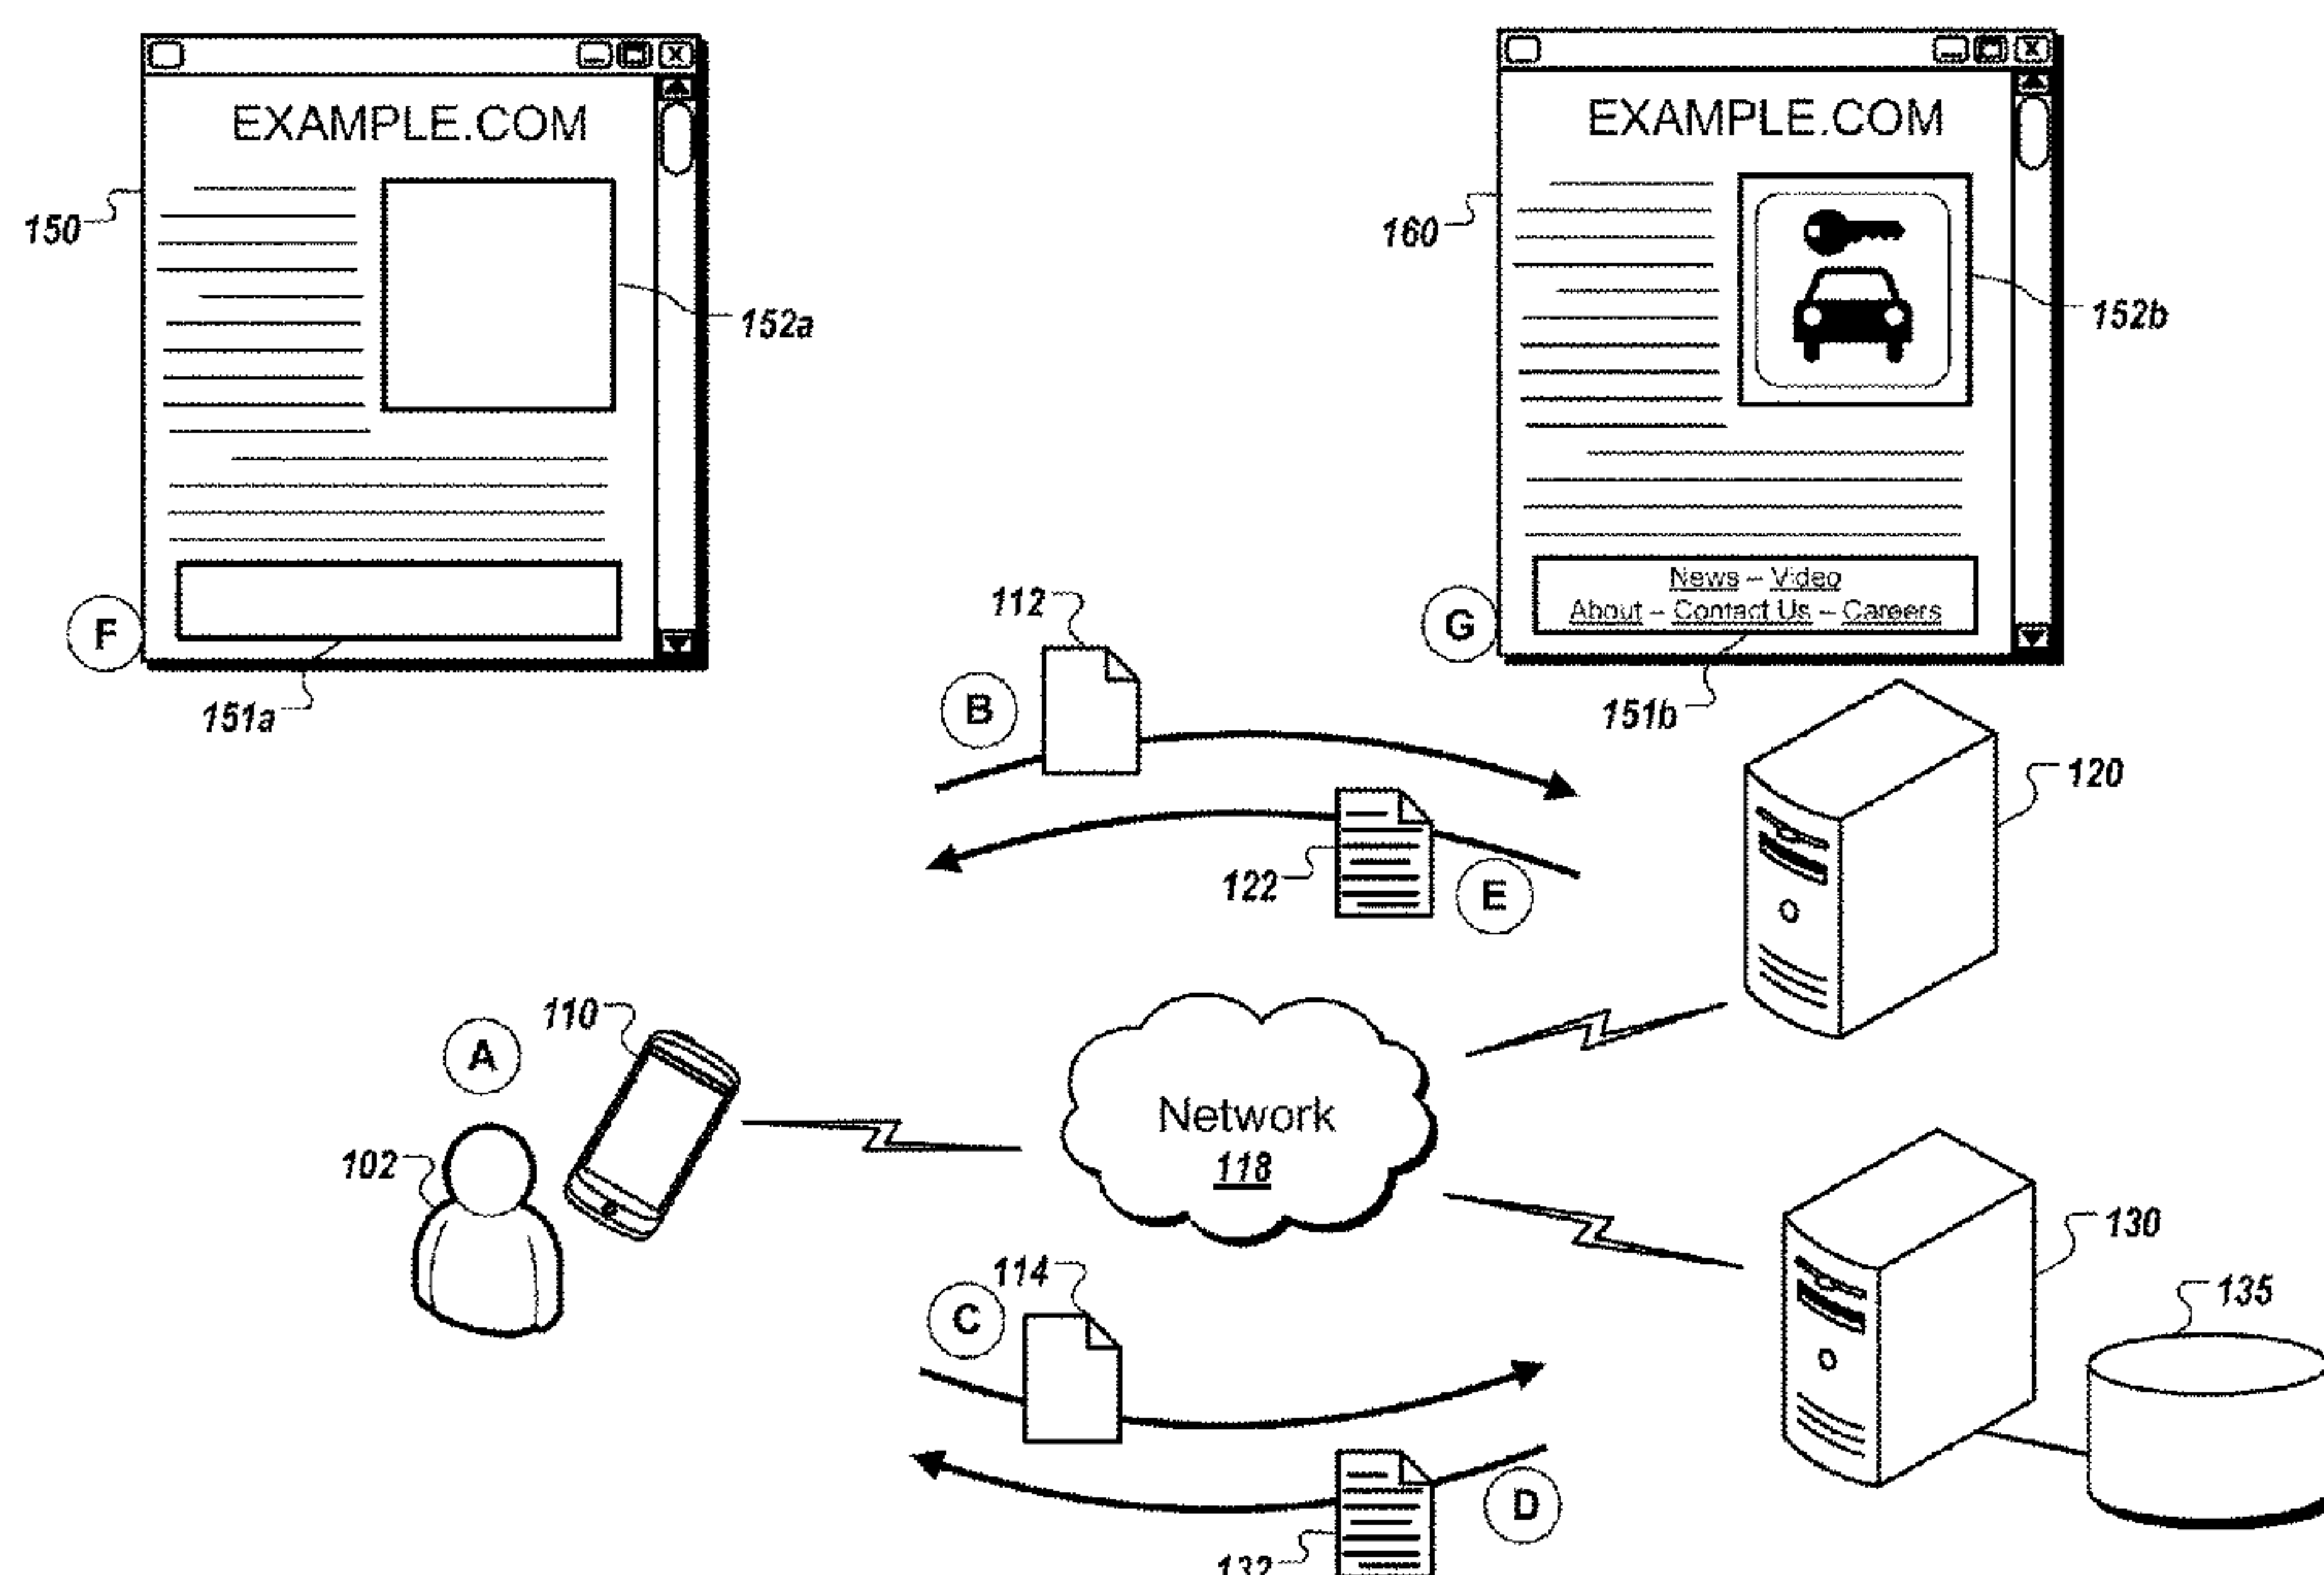 EXAMPLE.COM
150
152a
F
151a
EXAMPLE.COM
160
152b
News – Video
About – Contact Us – Careers
G
151b
112
B
122
E
120
110
A
102
Network
118
130
135
114
C
D
132